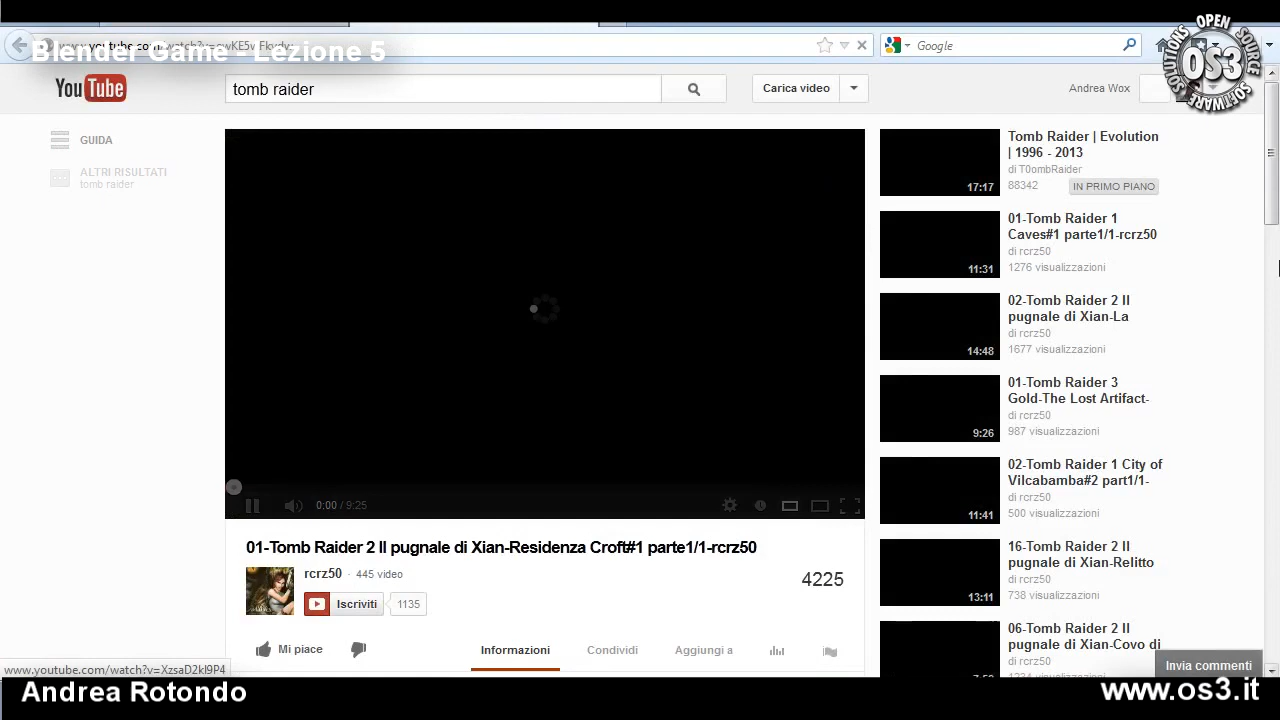 Blender Game - Lezione 5
Google
OPEN SOURCE SOFTWARE SOLUTIONS
OS3
YouTube
tomb raider
Carica video
Andrea Wox
GUIDA
ALTRI RISULTATI
tomb raider
Tomb Raider | Evolution
| 1996 - 2013
di T0ombRaider
88342
IN PRIMO PIANO
17:17
01-Tomb Raider 1
Caves#1 parte1/1-rcrz50
di rcrz50
1276 visualizzazioni
11:31
02-Tomb Raider 2 Il
pugnale di Xian-La
di rcrz50
1677 visualizzazioni
14:48
01-Tomb Raider 3
Gold-The Lost Artifact-
di rcrz50
987 visualizzazioni
9:26
02-Tomb Raider 1 City of
Vilcabamba#2 part1/1-
di rcrz50
500 visualizzazioni
11:41
16-Tomb Raider 2 Il
pugnale di Xian-Relitto
di rcrz50
738 visualizzazioni
13:11
06-Tomb Raider 2 Il
pugnale di Xian-Covo di
di rcrz50
0:00 / 9:25
01-Tomb Raider 2 Il pugnale di Xian-Residenza Croft#1 parte1/1-rcrz50
rcrz50 · 445 video
4225
Iscriviti 1135
Mi piace
Informazioni
Condividi
Aggiungi a
Invia commenti
www.youtube.com/watch?v=XzsaD2kI9P4
Andrea Rotondo
www.os3.it